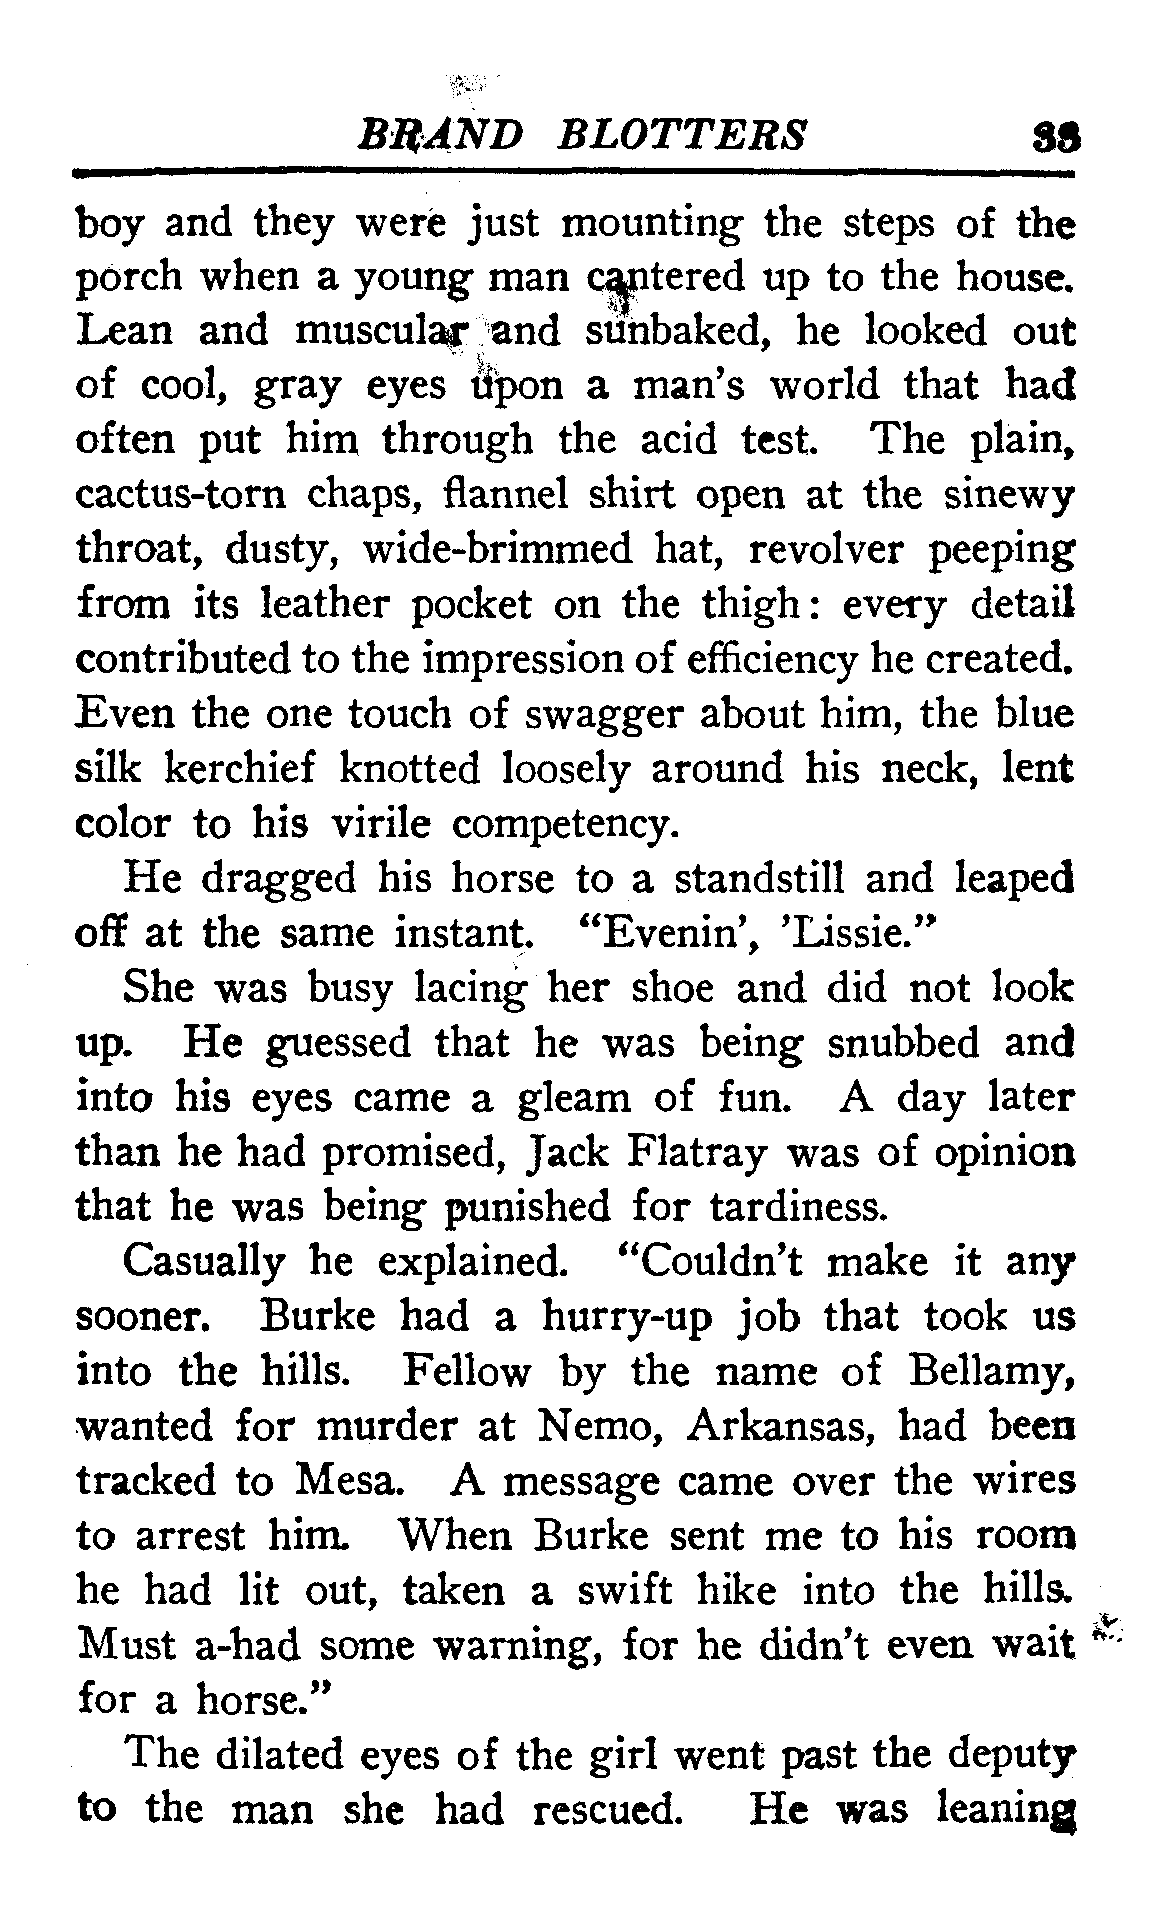 BRAND BLOTTERS 33
boy and they were just mounting the steps of the
porch when a young man cantered up to the house.
Lean and muscular and sunbaked, he looked out
of cool, gray eyes upon a man's world that had
often put him through the acid test. The plain,
cactus-torn chaps, flannel shirt open at the sinewy
throat, dusty, wide-brimmed hat, revolver peeping
from its leather pocket on the thigh: every detail
contributed to the impression of efficiency he created.
Even the one touch of swagger about him, the blue
silk kerchief knotted loosely around his neck, lent
color to his virile competency.
He dragged his horse to a standstill and leaped
off at the same instant. "Evenin', 'Lissie."
She was busy lacing her shoe and did not look
up. He guessed that he was being snubbed and
into his eyes came a gleam of fun. A day later
than he had promised, Jack Flatray was of opinion
that he was being punished for tardiness.
Casually he explained. "Couldn't make it any
sooner. Burke had a hurry-up job that took us
into the hills. Fellow by the name of Bellamy,
wanted for murder at Nemo, Arkansas, had been
tracked to Mesa. A message came over the wires
to arrest him. When Burke sent me to his room
he had lit out, taken a swift hike into the hills.
Must a-had some warning, for he didn't even wait
for a horse."
The dilated eyes of the girl went past the deputy
to the man she had rescued. He was leaning